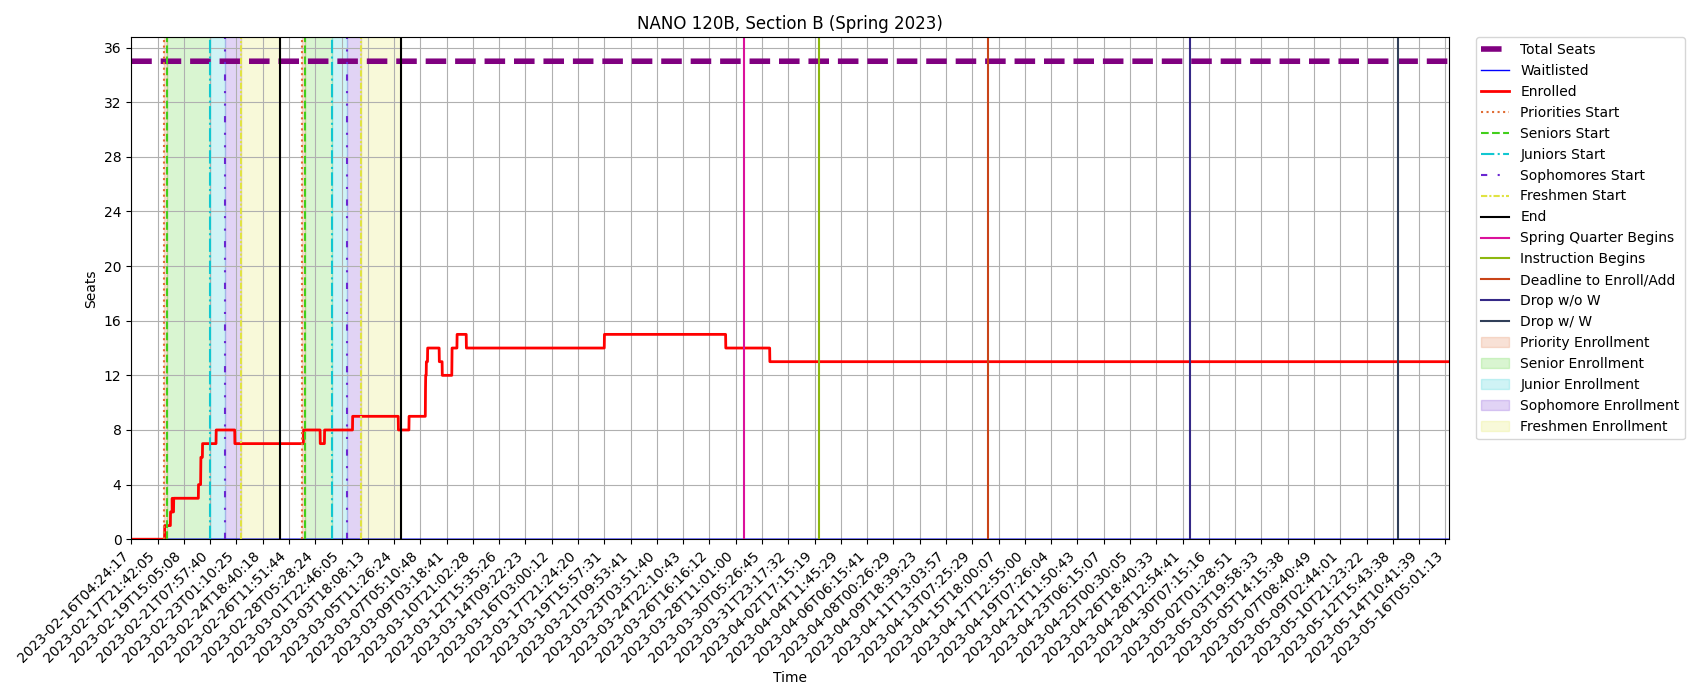 NANO 120B, Section B (Spring 2023)
36
32
28
24
20
16
12
8
4
0
Seats
2023-02-16T04:24:17
2023-02-17T21:42:05
2023-02-19T15:05:08
2023-02-21T07:57:40
2023-02-23T01:10:25
2023-02-24T18:40:18
2023-02-26T11:51:44
2023-02-28T05:28:24
2023-03-01T22:46:05
2023-03-03T18:08:13
2023-03-05T11:26:24
2023-03-07T05:10:48
2023-03-09T03:18:41
2023-03-10T21:02:28
2023-03-12T15:35:26
2023-03-14T09:22:23
2023-03-16T03:00:12
2023-03-17T21:24:20
2023-03-19T15:57:31
2023-03-21T09:53:41
2023-03-23T03:51:40
2023-03-24T22:10:43
2023-03-26T16:16:12
2023-03-28T11:01:00
2023-03-30T05:26:45
2023-03-31T23:17:32
2023-04-02T17:15:19
2023-04-04T11:45:29
2023-04-06T06:15:41
2023-04-08T00:26:29
2023-04-09T18:39:23
2023-04-11T13:03:57
2023-04-13T07:25:29
2023-04-15T18:00:07
2023-04-17T12:55:00
2023-04-19T07:26:04
2023-04-21T11:50:43
2023-04-23T06:15:07
2023-04-25T00:30:05
2023-04-26T18:40:33
2023-04-28T12:54:41
2023-04-30T07:15:16
2023-05-02T01:28:51
2023-05-03T19:58:33
2023-05-05T14:15:38
2023-05-07T08:40:49
2023-05-09T02:44:01
2023-05-10T21:23:22
2023-05-12T15:43:38
2023-05-14T10:41:39
2023-05-16T05:01:13
Time
Total Seats
Waitlisted
Enrolled
Priorities Start
Seniors Start
Juniors Start
Sophomores Start
Freshmen Start
End
Spring Quarter Begins
Instruction Begins
Deadline to Enroll/Add
Drop w/o W
Drop w/ W
Priority Enrollment
Senior Enrollment
Junior Enrollment
Sophomore Enrollment
Freshmen Enrollment